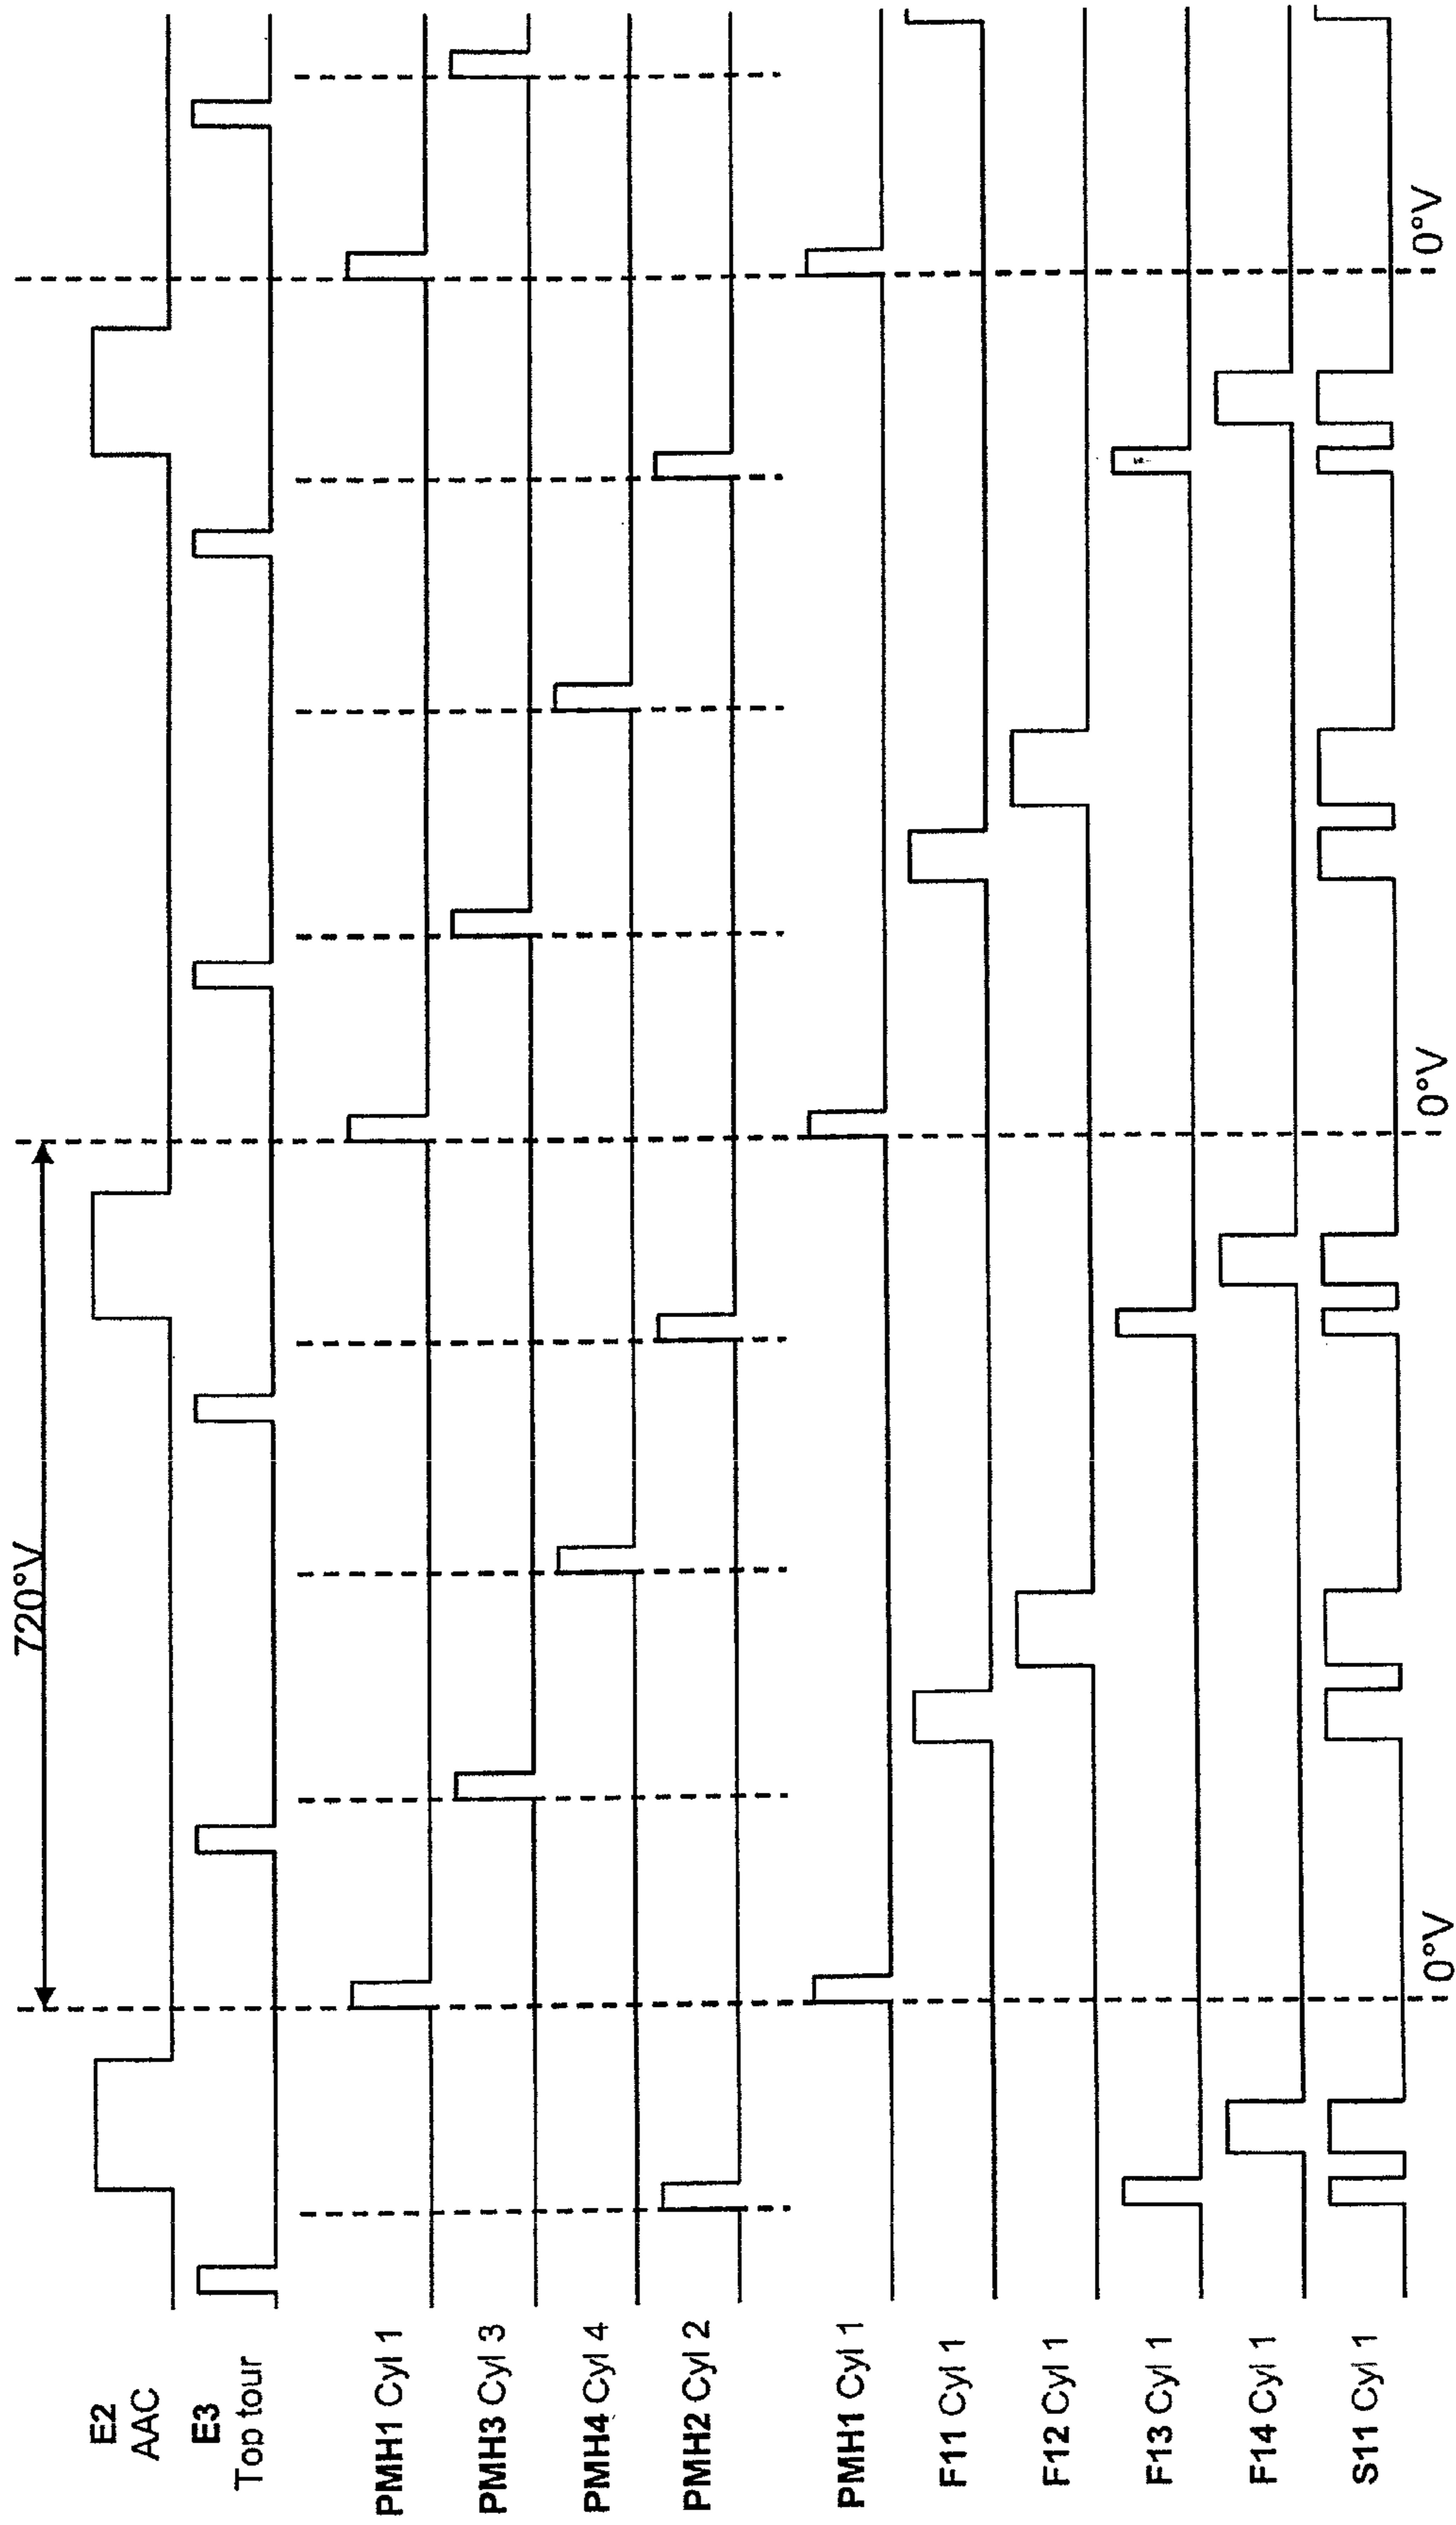 720°V
E2
AAC
E3
Top tour
PMH1 Cyl 1
PMH3 Cyl 3
PMH4 Cyl 4
PMH2 Cyl 2
PMH1 Cyl 1
F11 Cyl 1
F12 Cyl 1
F13 Cyl 1
F14 Cyl 1
S11 Cyl 1
0°V
0°V
0°V